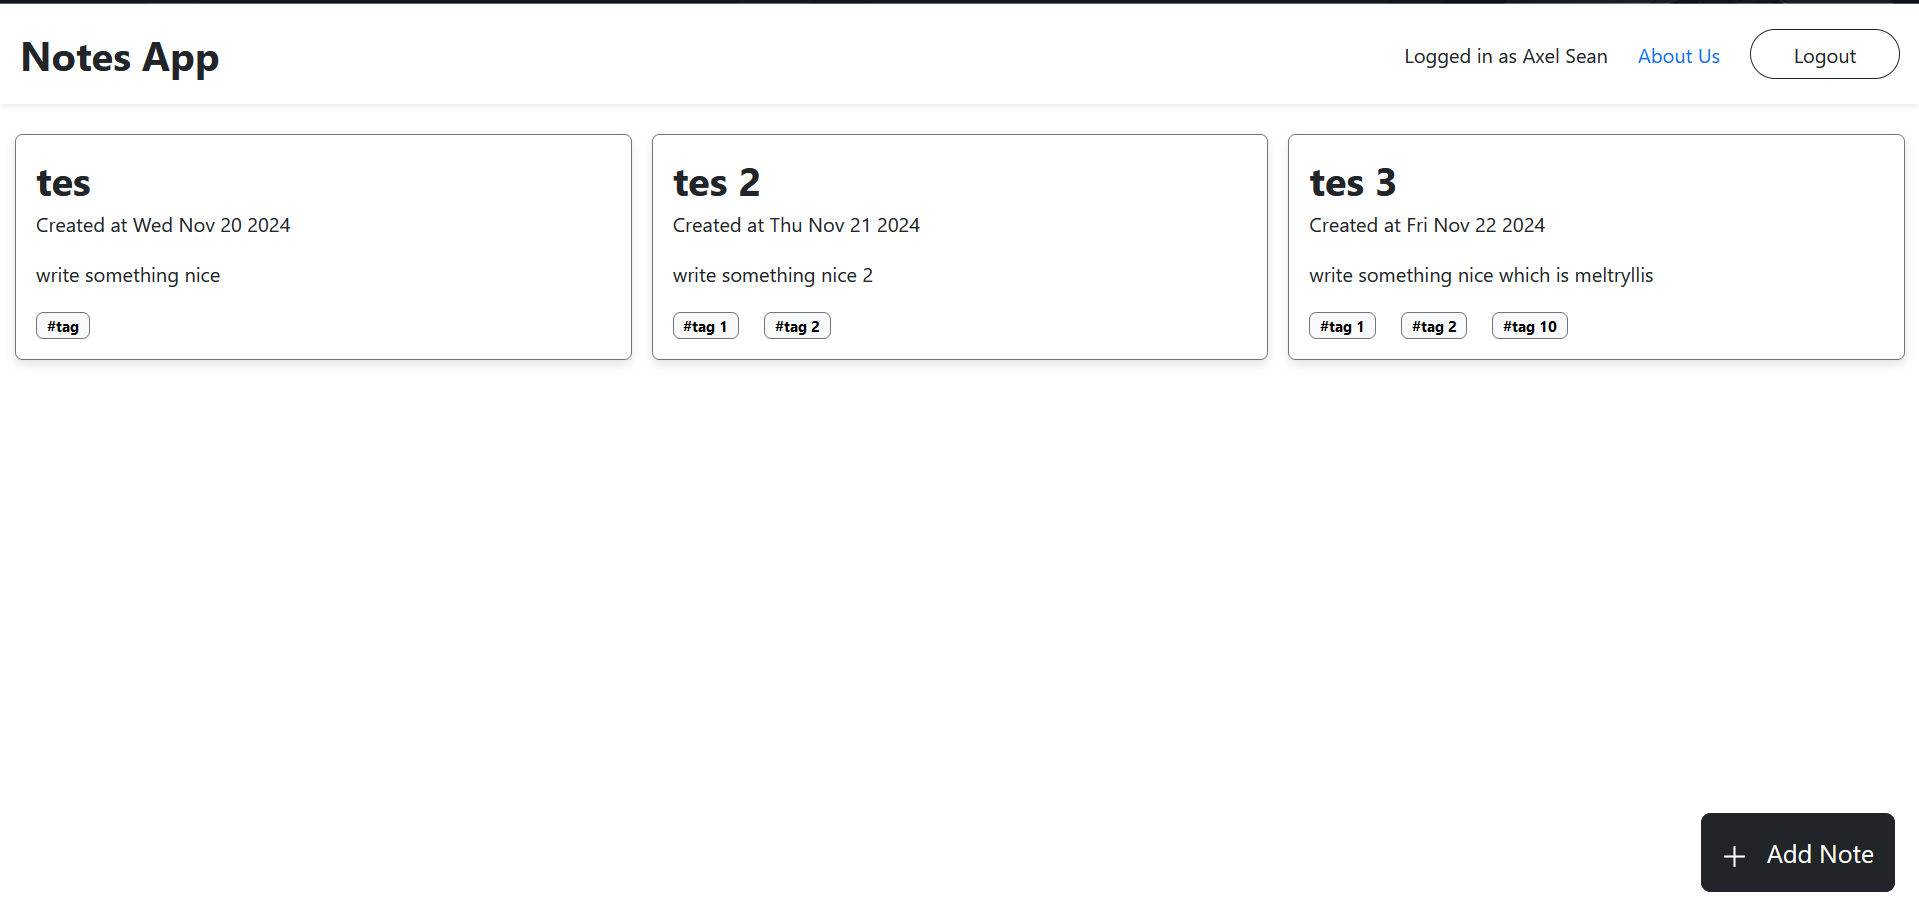 Notes App
Logged in as Axel Sean
About Us
Logout
tes
Created at Wed Nov 20 2024
write something nice
#tag
tes 2
Created at Thu Nov 21 2024
write something nice 2
#tag 1 #tag 2
tes 3
Created at Fri Nov 22 2024
write something nice which is meltryllis
#tag 1 #tag 2 #tag 10
+ Add Note